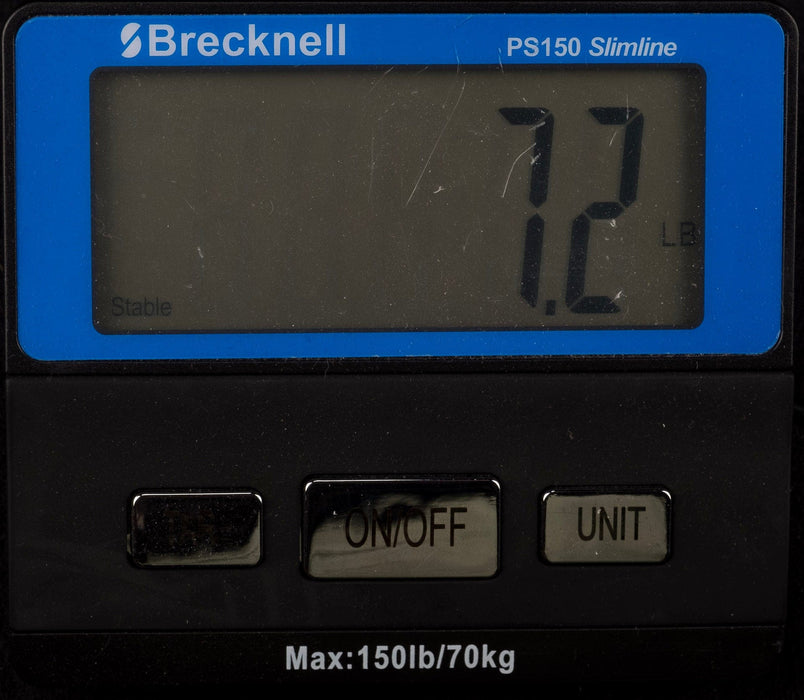 Brecknell PS150 Slimline
7.2
LB
Stable
ON/OFF UNIT
Max:150lb/70kg